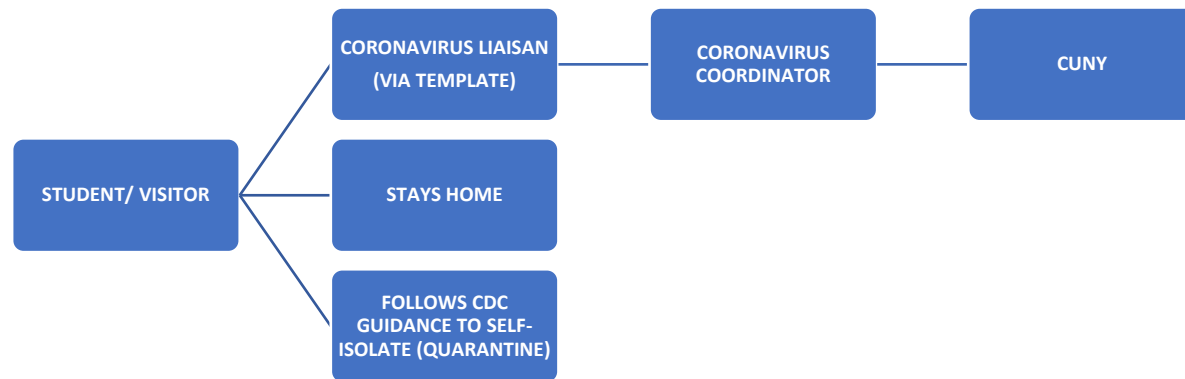 CORONAVIRUS LIAISAN
(VIA TEMPLATE)
CORONAVIRUS
COORDINATOR
CUNY
STUDENT/ VISITOR
STAYS HOME
FOLLOWS CDC
GUIDANCE TO SELF-
ISOLATE (QUARANTINE)